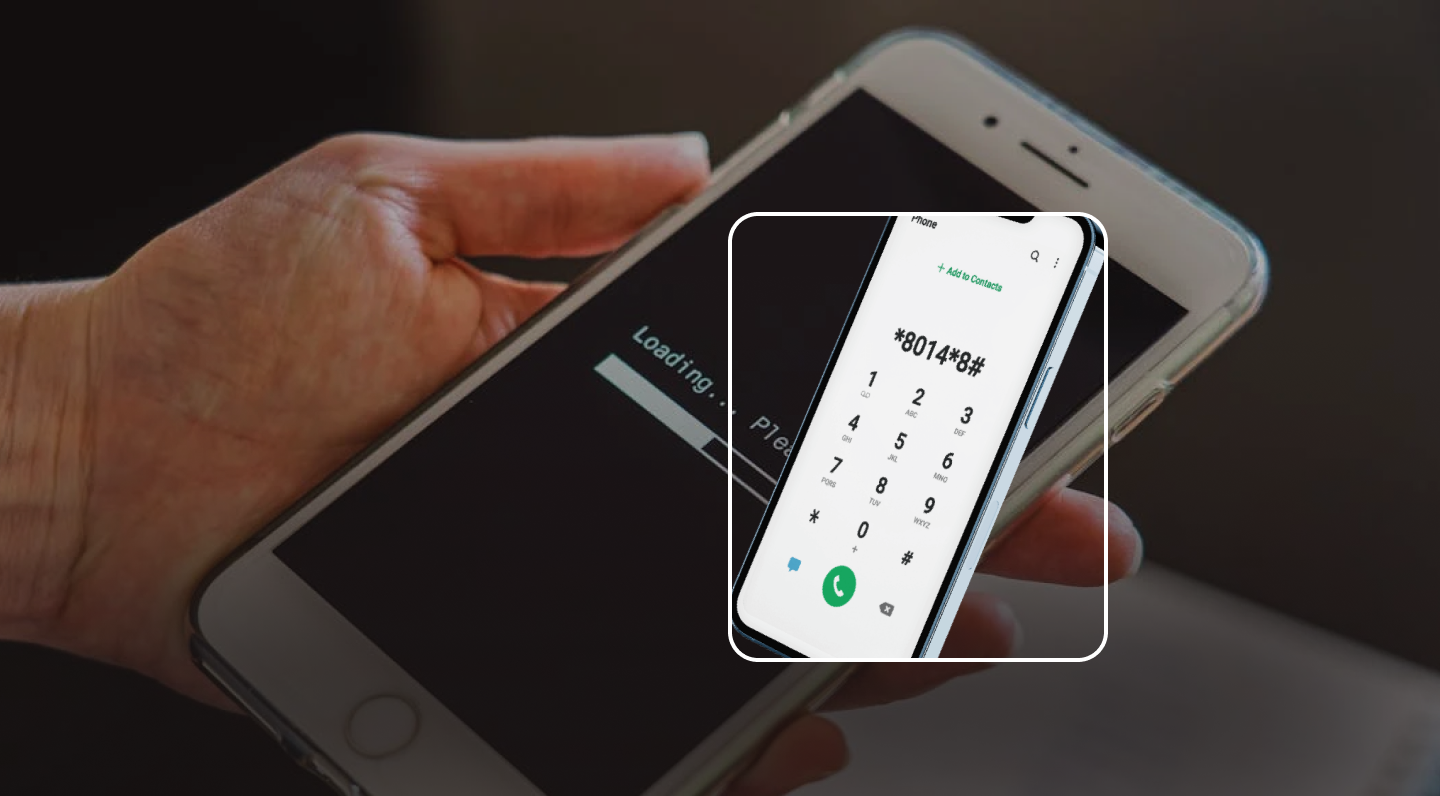 Phone
+ Add to Contacts
*8014*8#
1 2 3
ABC DEF
4 5 6
GHI JKL MNO
7 8 9
PQRS TUV WXYZ
* 0 #
+
Loading... Plea